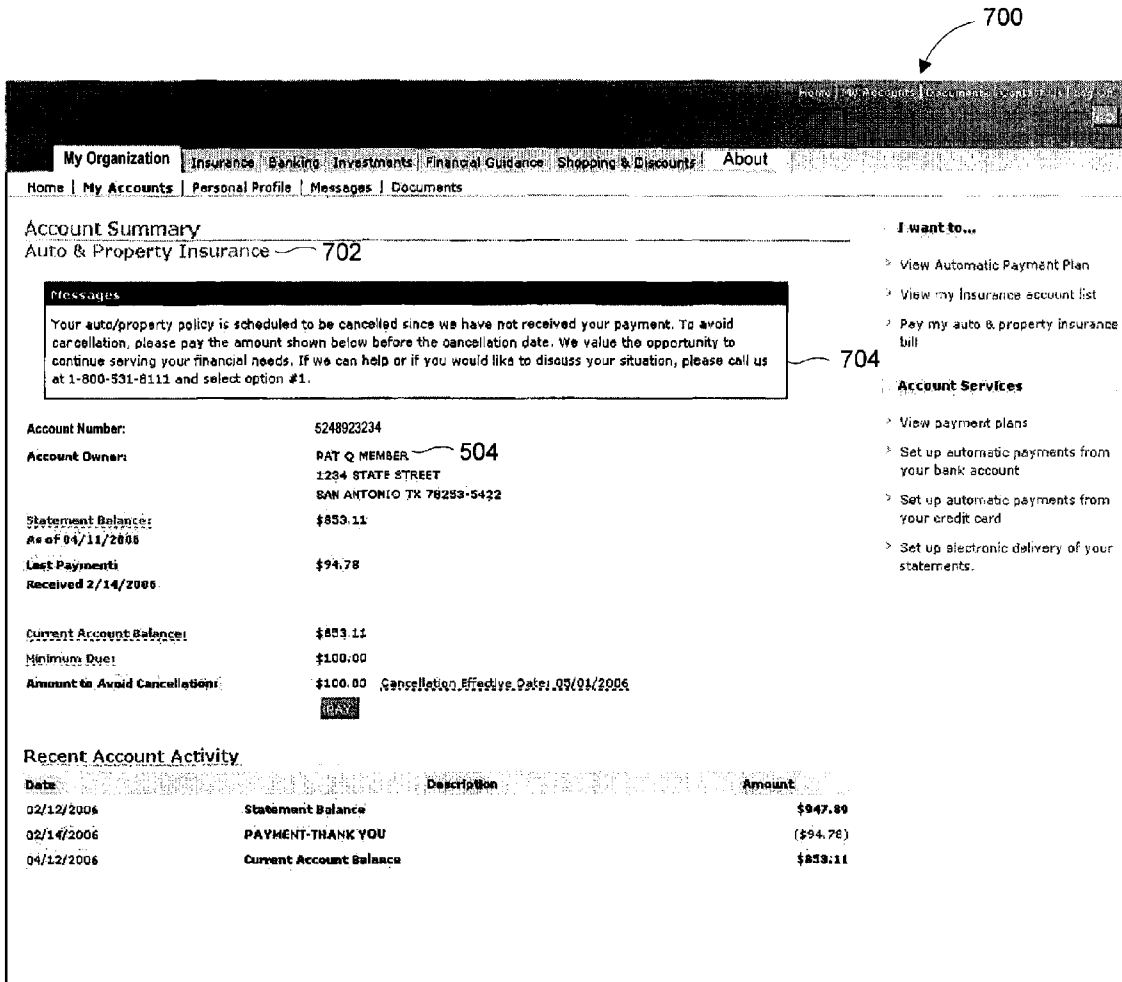 700
Home | My Accounts | Documents |
My Organization Insurance Banking Investments Financial Guidance Shopping & Discounts About
Home | My Accounts | Personal Profile | Messages | Documents
Account Summary
Auto & Property Insurance 702
Messages
Your auto/property policy is scheduled to be cancelled since we have not received your payment. To avoid
cancellation, please pay the amount shown below before the cancellation date. We value the opportunity to
continue serving your financial needs. If we can help or if you would like to discuss your situation, please call us
at 1-800-531-8111 and select option #1.
704
Account Number: 5248923234
Account Owner: PAT Q MEMBER 504
1234 STATE STREET
SAN ANTONIO TX 78253-5422
Statement Balance: $853.11
As of 04/11/2006
Last Payment: $94.78
Received 2/14/2006
Current Account Balance: $853.11
Minimum Due: $100.00
Amount to Avoid Cancellation: $100.00 Cancellation Effective Date: 05/01/2006
PAY
Recent Account Activity
Date Description Amount
02/12/2006 Statement Balance $947.89
02/14/2006 PAYMENT-THANK YOU ($94.78)
04/12/2006 Current Account Balance $853.11
I want to...
> View Automatic Payment Plan
> View my Insurance account list
> Pay my auto & property insurance
bill
Account Services
> View payment plans
> Set up automatic payments from
your bank account
> Set up automatic payments from
your credit card
> Set up electronic delivery of your
statements.